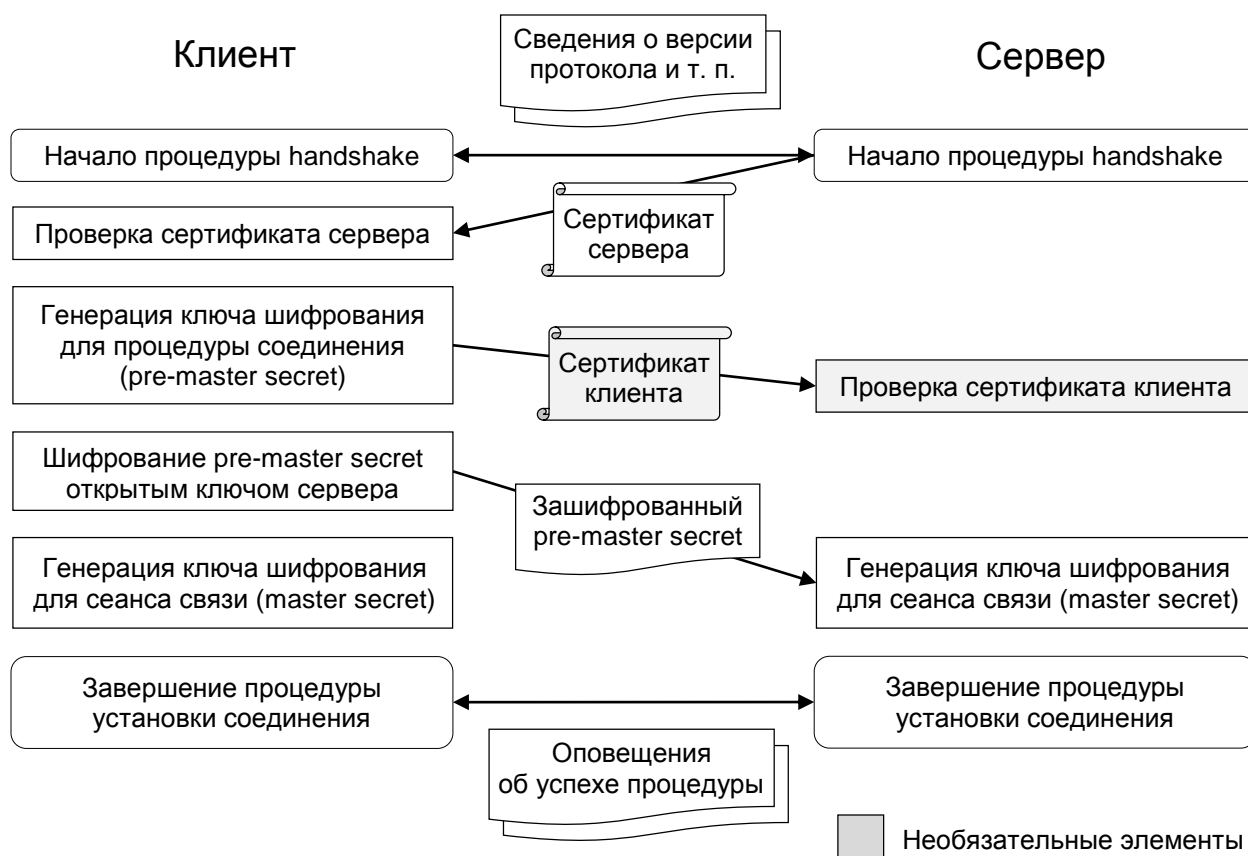 Клиент
Сведения о версии
протокола и т. п.
Сервер
Начало процедуры handshake
Начало процедуры handshake
Проверка сертификата сервера
Сертификат
сервера
Генерация ключа шифрования
для процедуры соединения
(pre-master secret)
Сертификат
клиента
Проверка сертификата клиента
Шифрование pre-master secret
открытым ключом сервера
Зашифрованный
pre-master secret
Генерация ключа шифрования
для сеанса связи (master secret)
Генерация ключа шифрования
для сеанса связи (master secret)
Завершение процедуры
установки соединения
Завершение процедуры
установки соединения
Оповещения
об успехе процедуры
Необязательные элементы